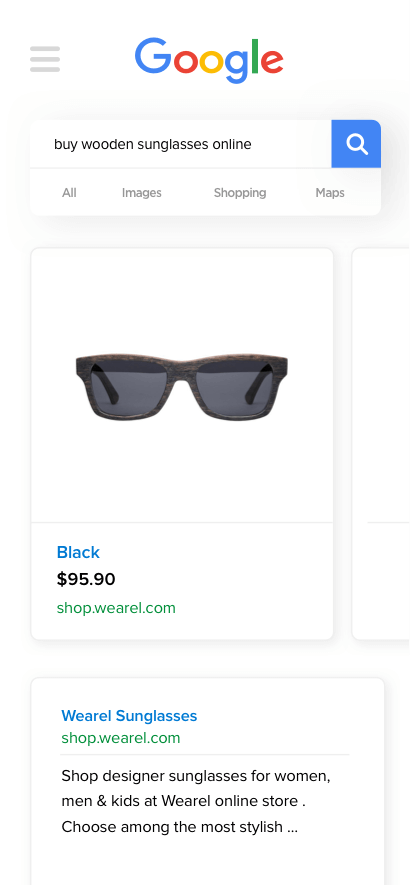 Google
buy wooden sunglasses online
All Images Shopping Maps
Black
$95.90
shop.wearel.com
Wearel Sunglasses
shop.wearel.com
Shop designer sunglasses for women,
men & kids at Wearel online store .
Choose among the most stylish ...